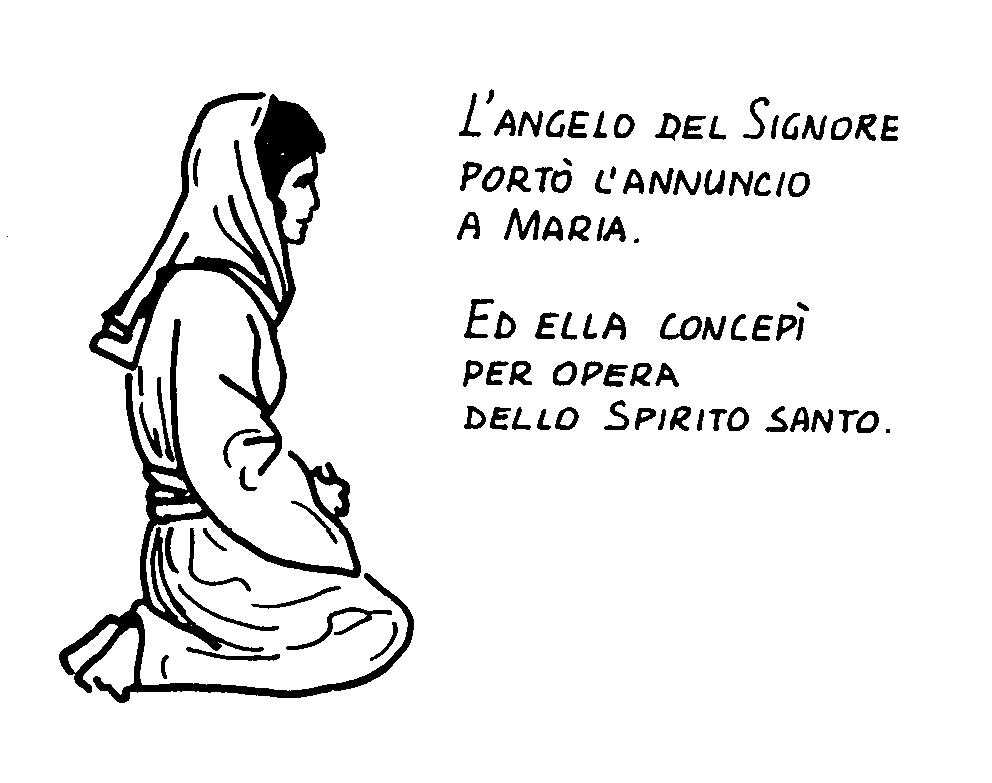 L'ANGELO DEL SIGNORE
PORTÒ L'ANNUNCIO
A MARIA.
ED ELLA CONCEPÌ
PER OPERA
DELLO SPIRITO SANTO.